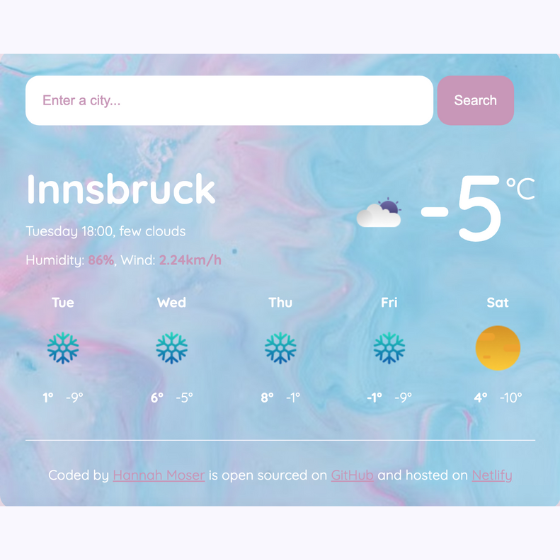 Enter a city...
Search
Innsbruck
-5 °C
Tuesday 18:00, few clouds
Humidity: 86%, Wind: 2.24km/h
Tue Wed Thu Fri Sat
1° -9° 6° -5° 8° -1° -1° -9° 4° -10°
Coded by Hannah Moser is open sourced on GitHub and hosted on Netlify